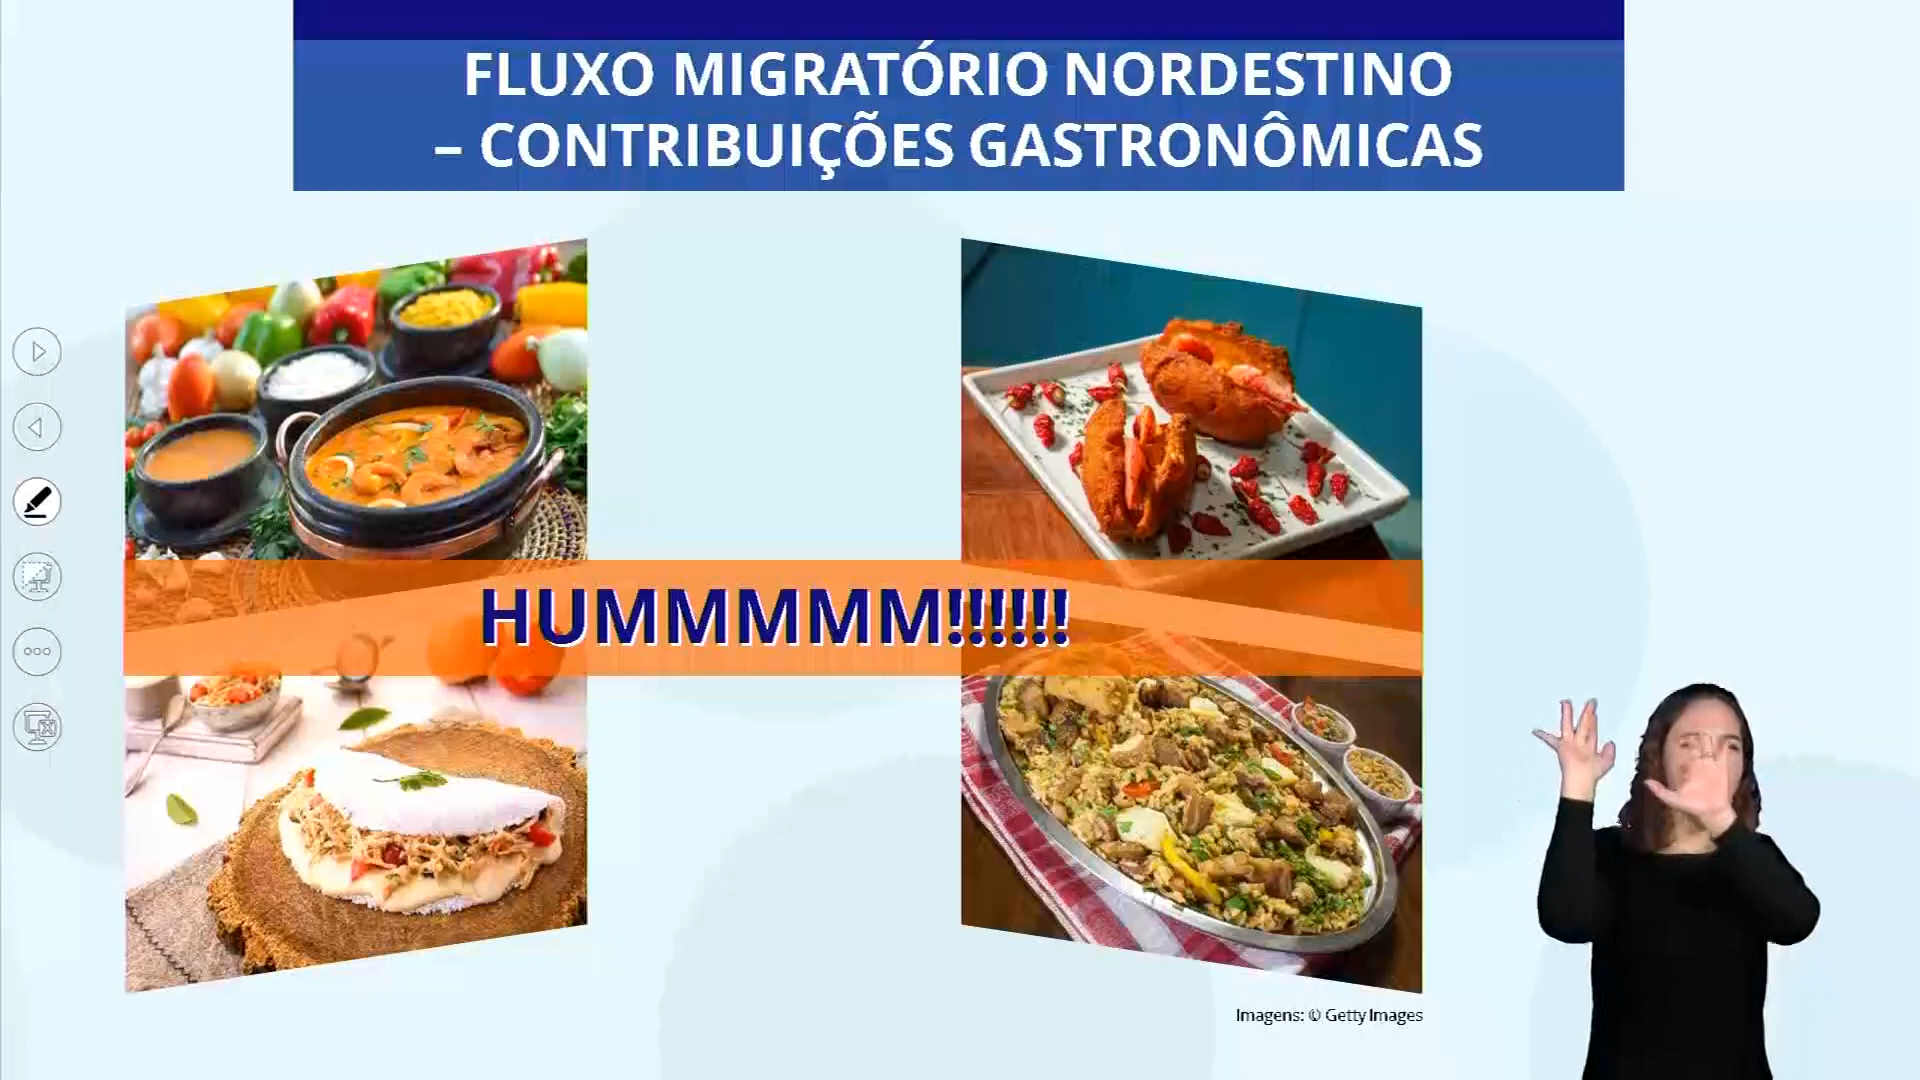 FLUXO MIGRATÓRIO NORDESTINO
– CONTRIBUIÇÕES GASTRONÔMICAS
HUMMMMM!!!!!!
Imagens: © Getty Images